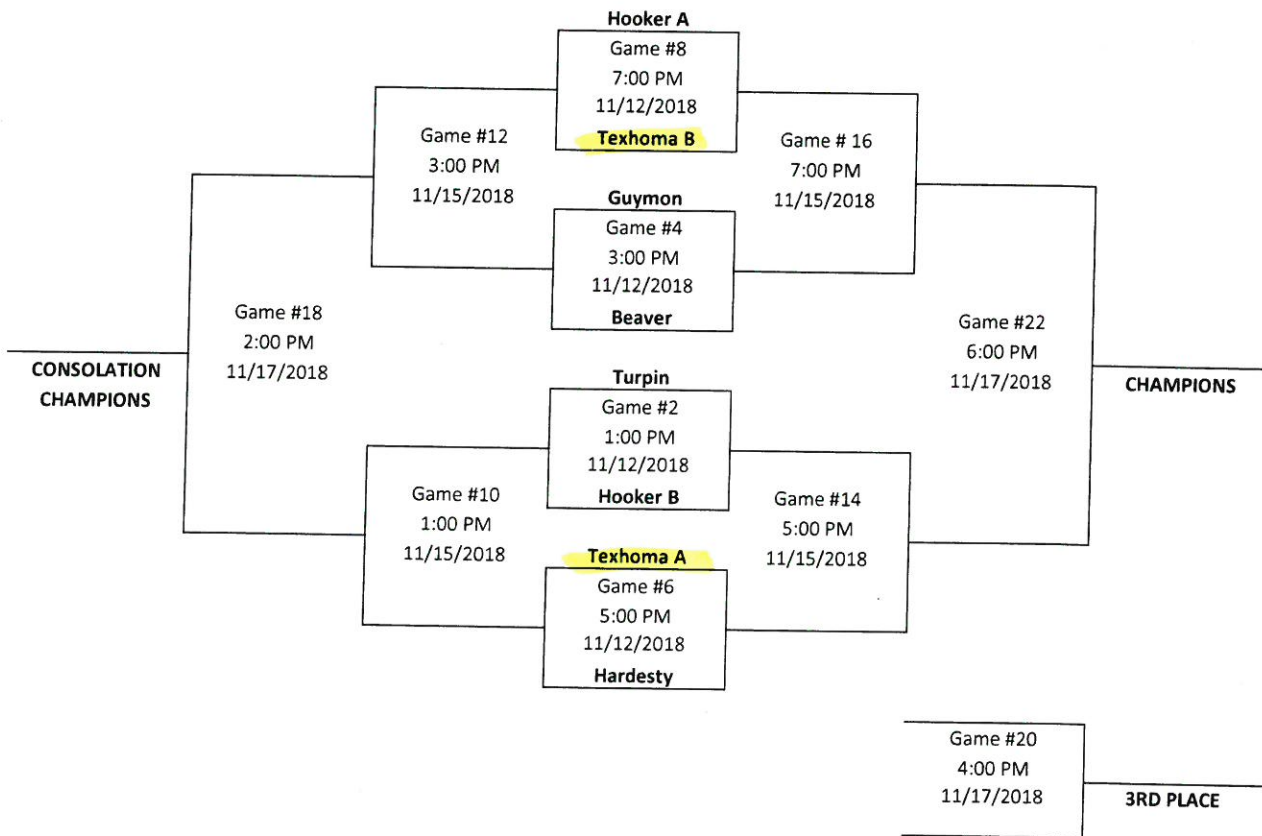 Hooker A
Game #8
7:00 PM
11/12/2018
Texhoma B
Game #12
3:00 PM
11/15/2018
Game # 16
7:00 PM
11/15/2018
Guymon
Game #4
3:00 PM
11/12/2018
Beaver
Game #18
2:00 PM
11/17/2018
CONSOLATION
CHAMPIONS
Game #22
6:00 PM
11/17/2018
CHAMPIONS
Turpin
Game #2
1:00 PM
11/12/2018
Hooker B
Game #10
1:00 PM
11/15/2018
Game #14
5:00 PM
11/15/2018
Texhoma A
Game #6
5:00 PM
11/12/2018
Hardesty
Game #20
4:00 PM
11/17/2018
3RD PLACE